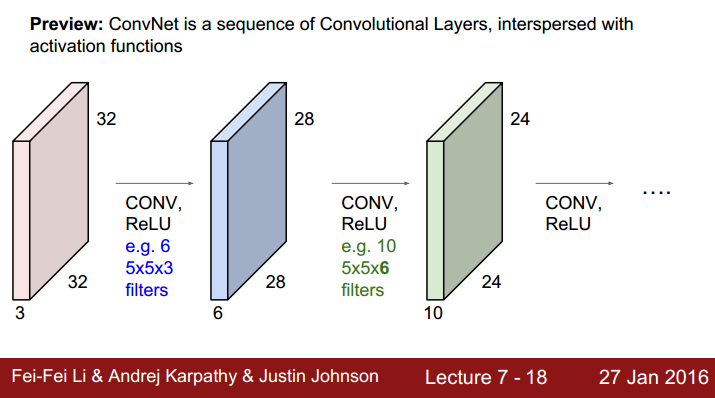 Preview: ConvNet is a sequence of Convolutional Layers, interspersed with
activation functions
32
32
3
CONV,
ReLU
e.g. 6
5x5x3
filters
28
28
6
CONV,
ReLU
e.g. 10
5x5x6
filters
24
24
10
CONV,
ReLU
....
Fei-Fei Li & Andrej Karpathy & Justin Johnson
Lecture 7 - 18
27 Jan 2016